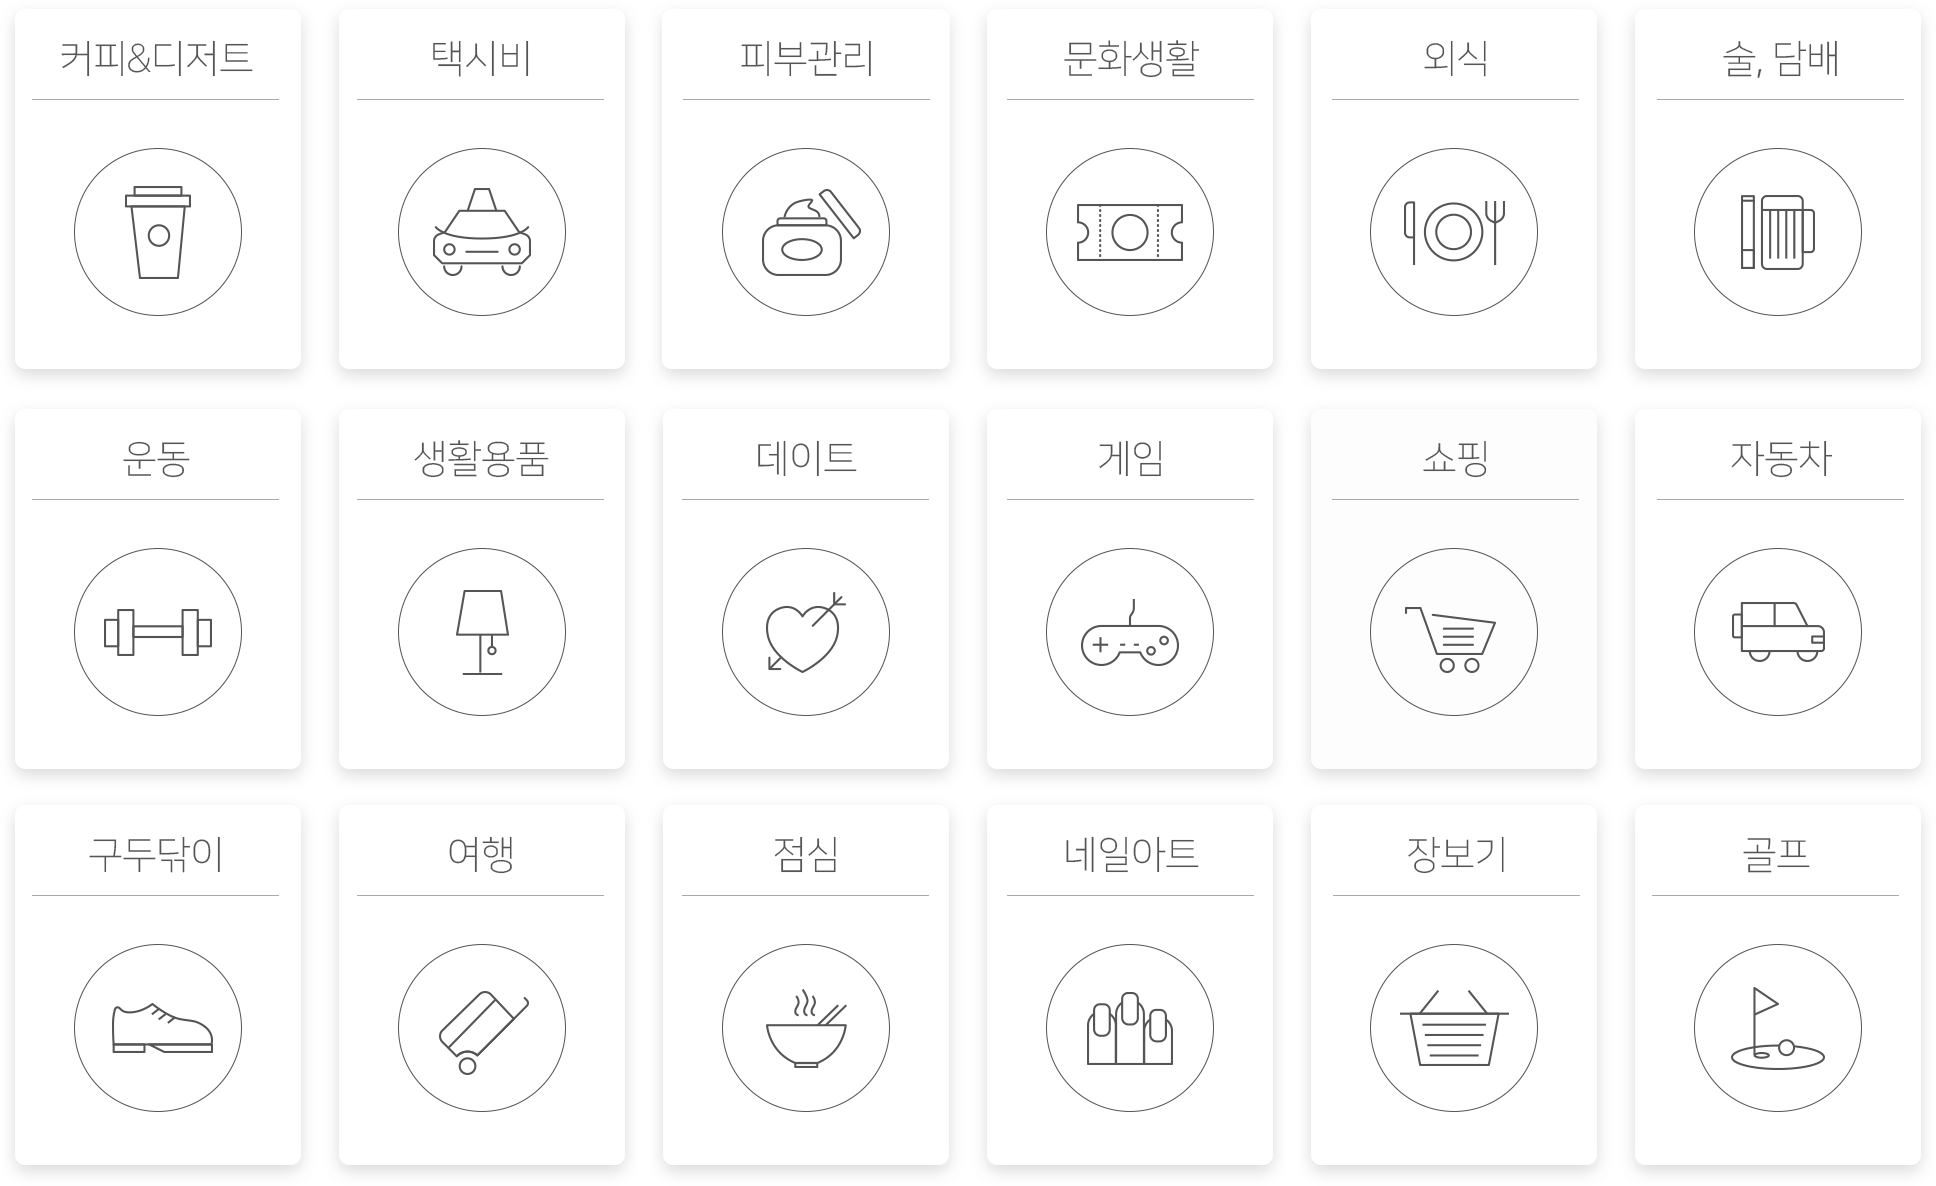 커피&디저트
택시비
피부관리
문화생활
외식
술, 담배
운동
생활용품
데이트
게임
쇼핑
자동차
구두닦이
여행
점심
네일아트
장보기
골프